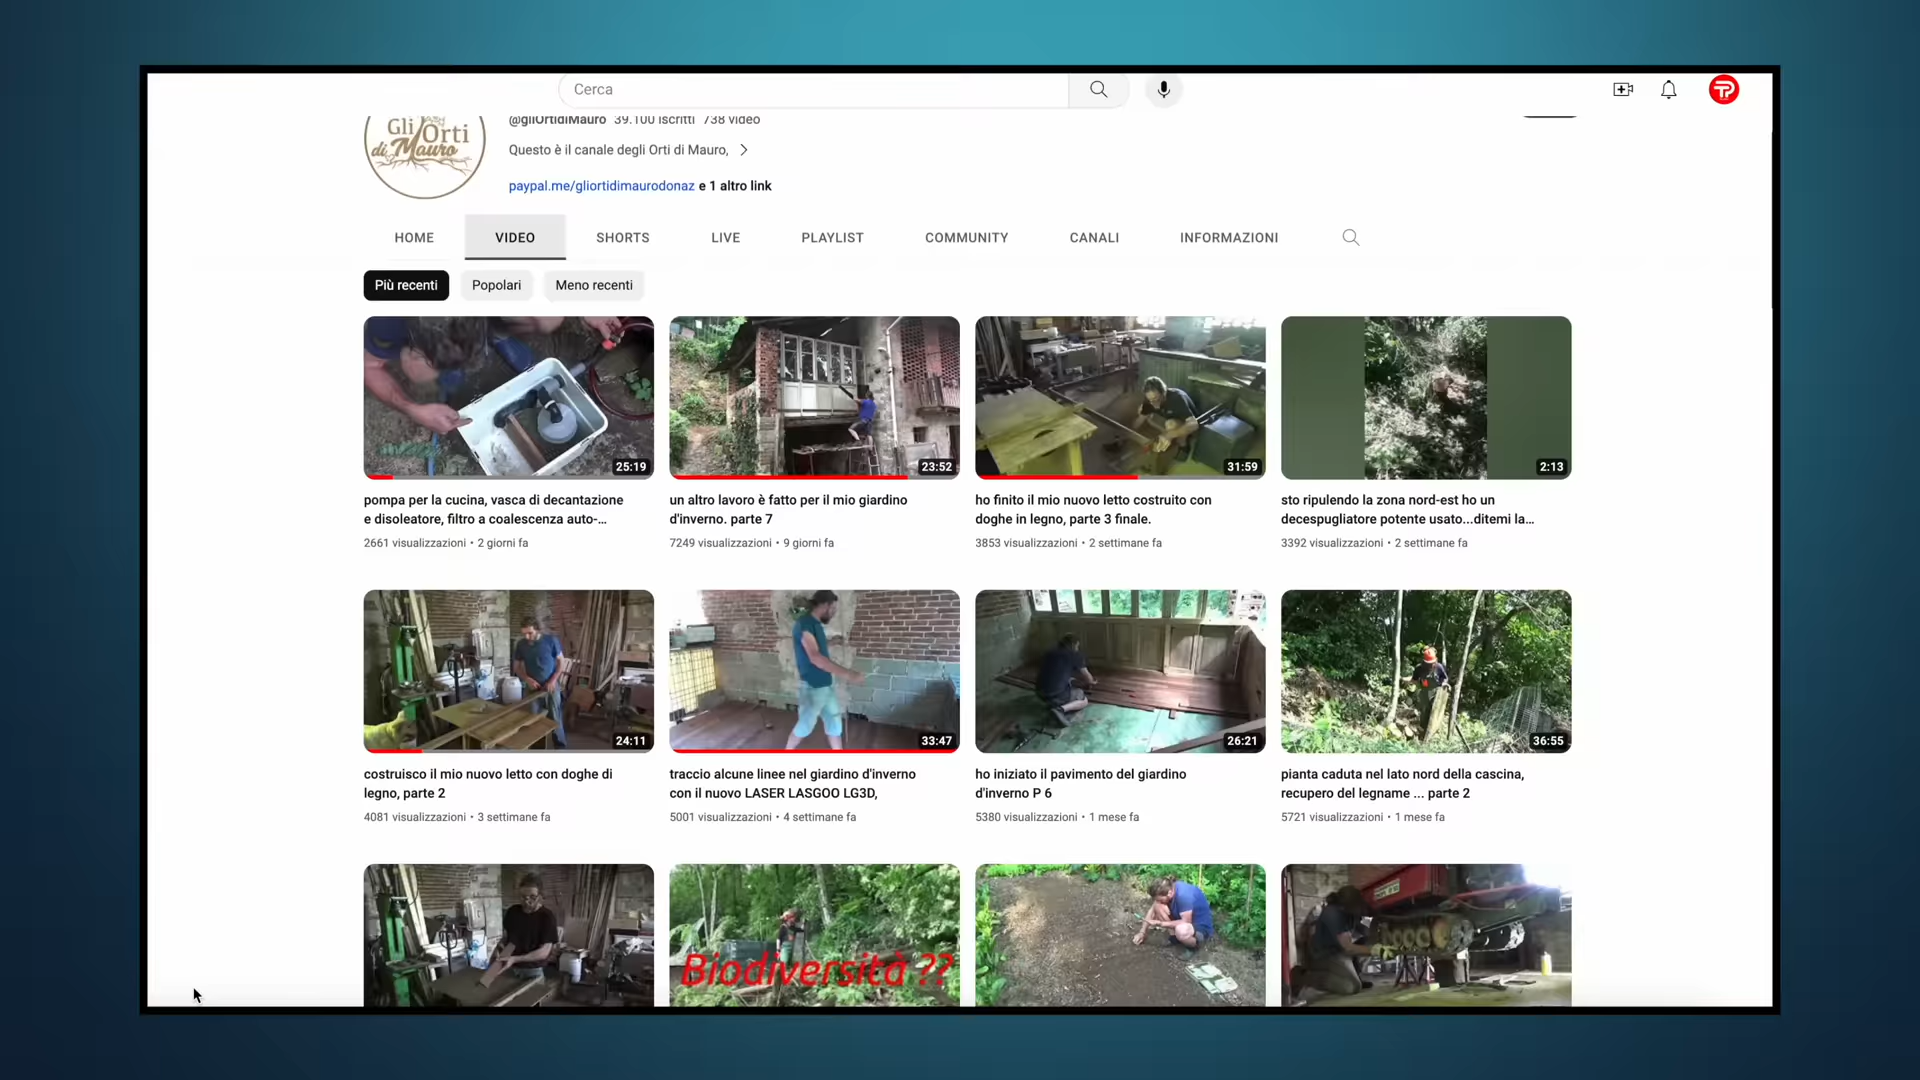 Cerca
TP
Gli Orti
di Mauro
@gliOrtidiMauro 39.100 iscritti 738 video
Questo è il canale degli Orti di Mauro,
paypal.me/gliortidimaurodonaz e 1 altro link
HOME VIDEO SHORTS LIVE PLAYLIST COMMUNITY CANALI INFORMAZIONI
Più recenti Popolari Meno recenti
25:19 23:52 31:59 2:13
pompa per la cucina, vasca di decantazione
e disoleatore, filtro a coalescenza auto-...
2661 visualizzazioni • 2 giorni fa
un altro lavoro è fatto per il mio giardino
d'inverno. parte 7
7249 visualizzazioni • 9 giorni fa
ho finito il mio nuovo letto costruito con
doghe in legno, parte 3 finale.
3853 visualizzazioni • 2 settimane fa
sto ripulendo la zona nord-est ho un
decespugliatore potente usato...ditemi la...
3392 visualizzazioni • 2 settimane fa
24:11 33:47 26:21 36:55
costruisco il mio nuovo letto con doghe di
legno, parte 2
4081 visualizzazioni • 3 settimane fa
traccio alcune linee nel giardino d'inverno
con il nuovo LASER LASGOO LG3D,
5001 visualizzazioni • 4 settimane fa
ho iniziato il pavimento del giardino
d'inverno P 6
5380 visualizzazioni • 1 mese fa
pianta caduta nel lato nord della cascina,
recupero del legname ... parte 2
5721 visualizzazioni • 1 mese fa
Biodiversità ??